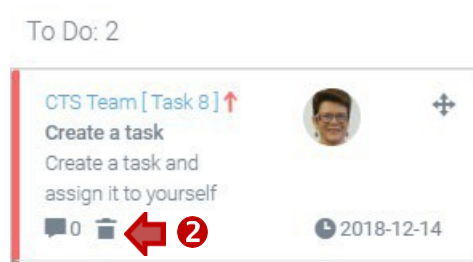 To Do: 2
CTS Team [ Task 8 ]
Create a task
Create a task and
assign it to yourself
0 2 2018-12-14